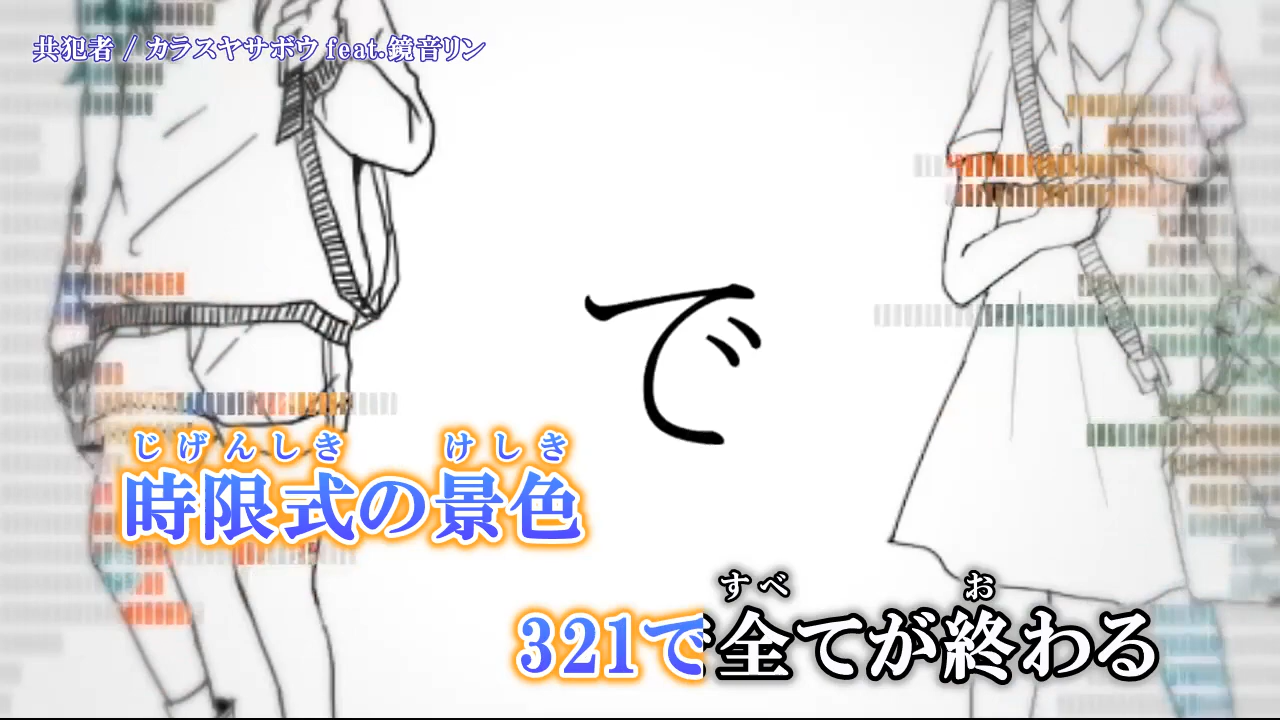 共犯者 / カラスヤサボウ feat.鏡音リン
で
じげんしき けしき
時限式の景色
すべ お
321で全てが終わる